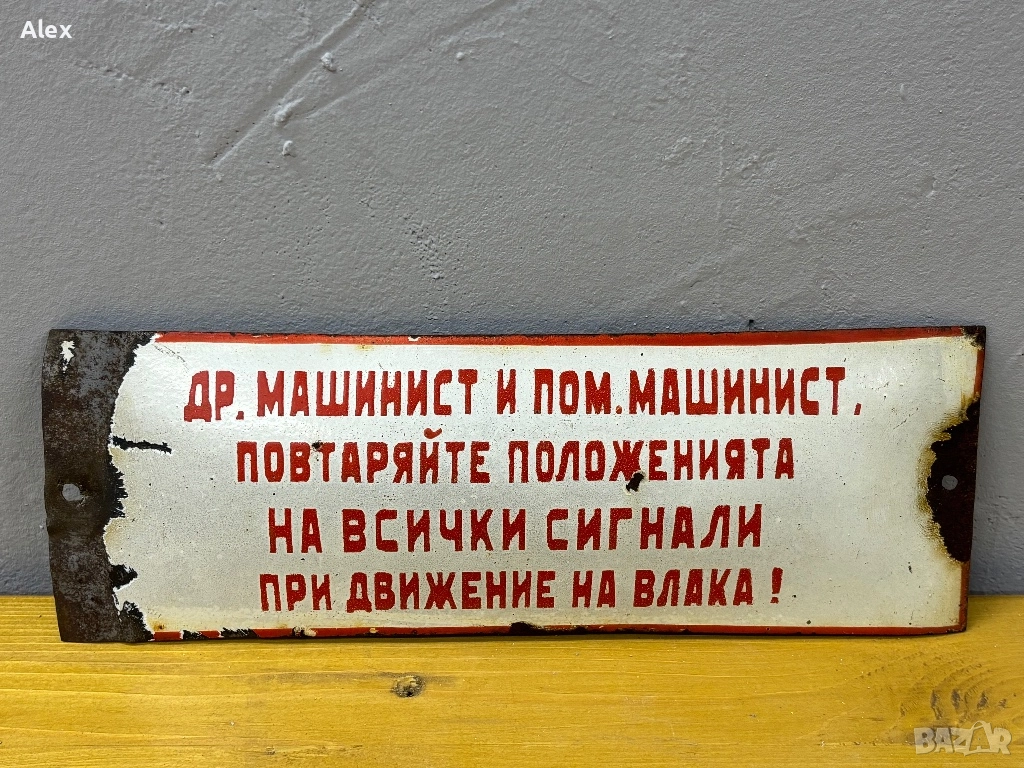 Alex
ДР. МАШИНИСТ И ПОМ. МАШИНИСТ,
ПОВТАРЯЙТЕ ПОЛОЖЕНИЯТА
НА ВСИЧКИ СИГНАЛИ
ПРИ ДВИЖЕНИЕ НА ВЛАКА !
BAZAR